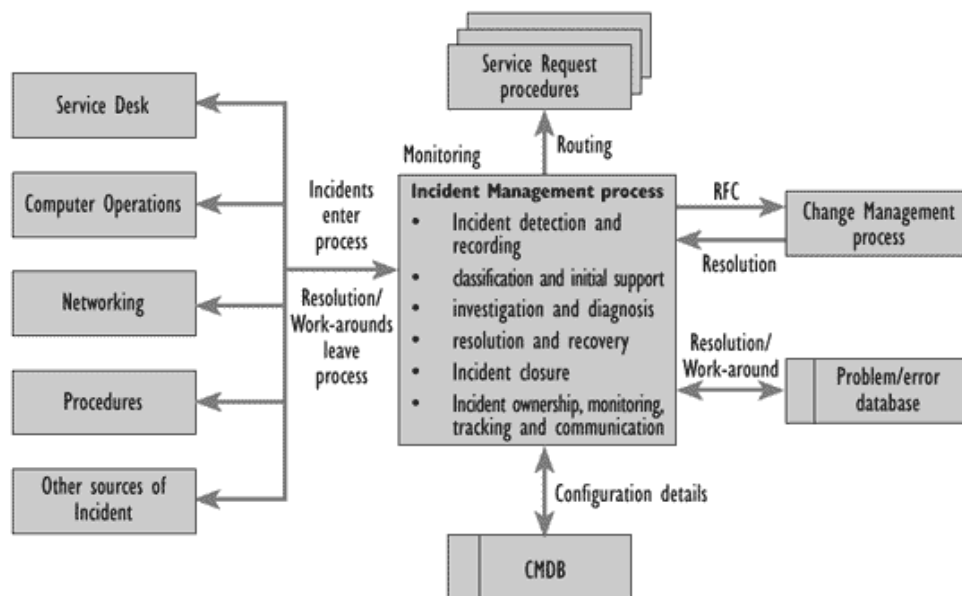 Service Request
procedures
Service Desk
Routing
Monitoring
Computer Operations
Incidents
enter
process
Incident Management process
• Incident detection and
recording
• classification and initial support
• investigation and diagnosis
• resolution and recovery
• Incident closure
• Incident ownership, monitoring,
tracking and communication
RFC
Change Management
process
Resolution
Networking
Resolution/
Work-arounds
leave
process
Resolution/
Work-around
Problem/error
database
Procedures
Other sources of
Incident
Configuration details
CMDB